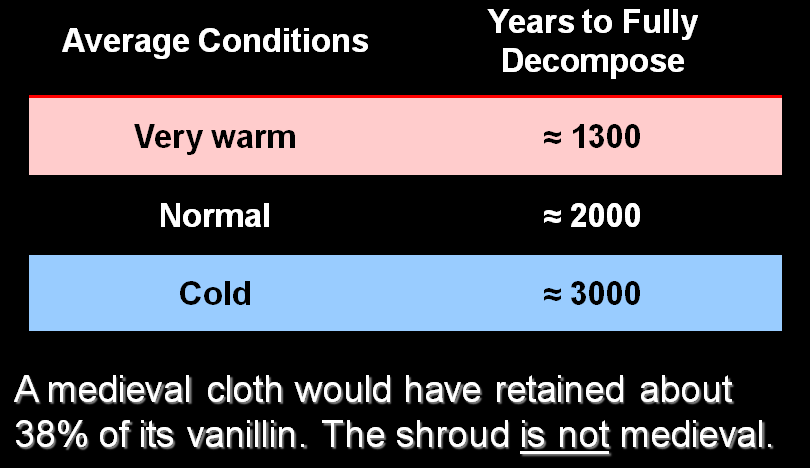 Average Conditions
Years to Fully
Decompose
Very warm
≈ 1300
Normal
≈ 2000
Cold
≈ 3000
A medieval cloth would have retained about
38% of its vanillin. The shroud is not medieval.